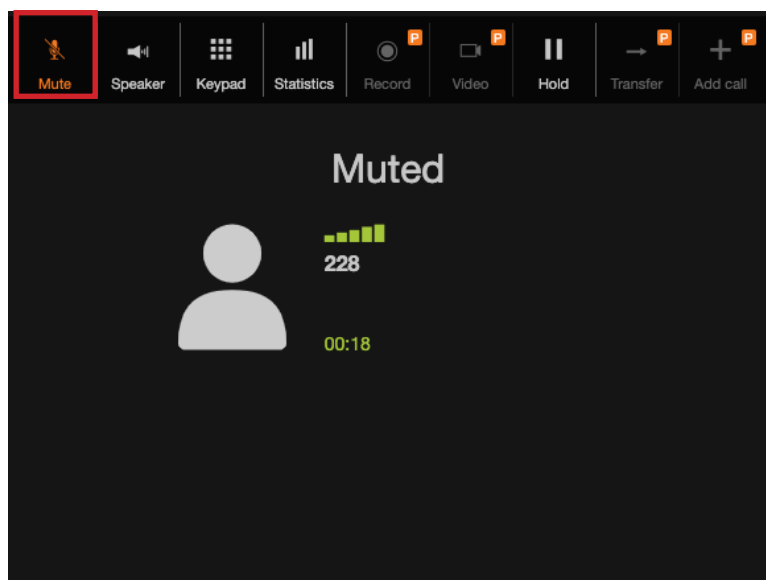 P P P
Mute Speaker Keypad Statistics Record Video Hold Transfer Add call
Muted
228
00:18